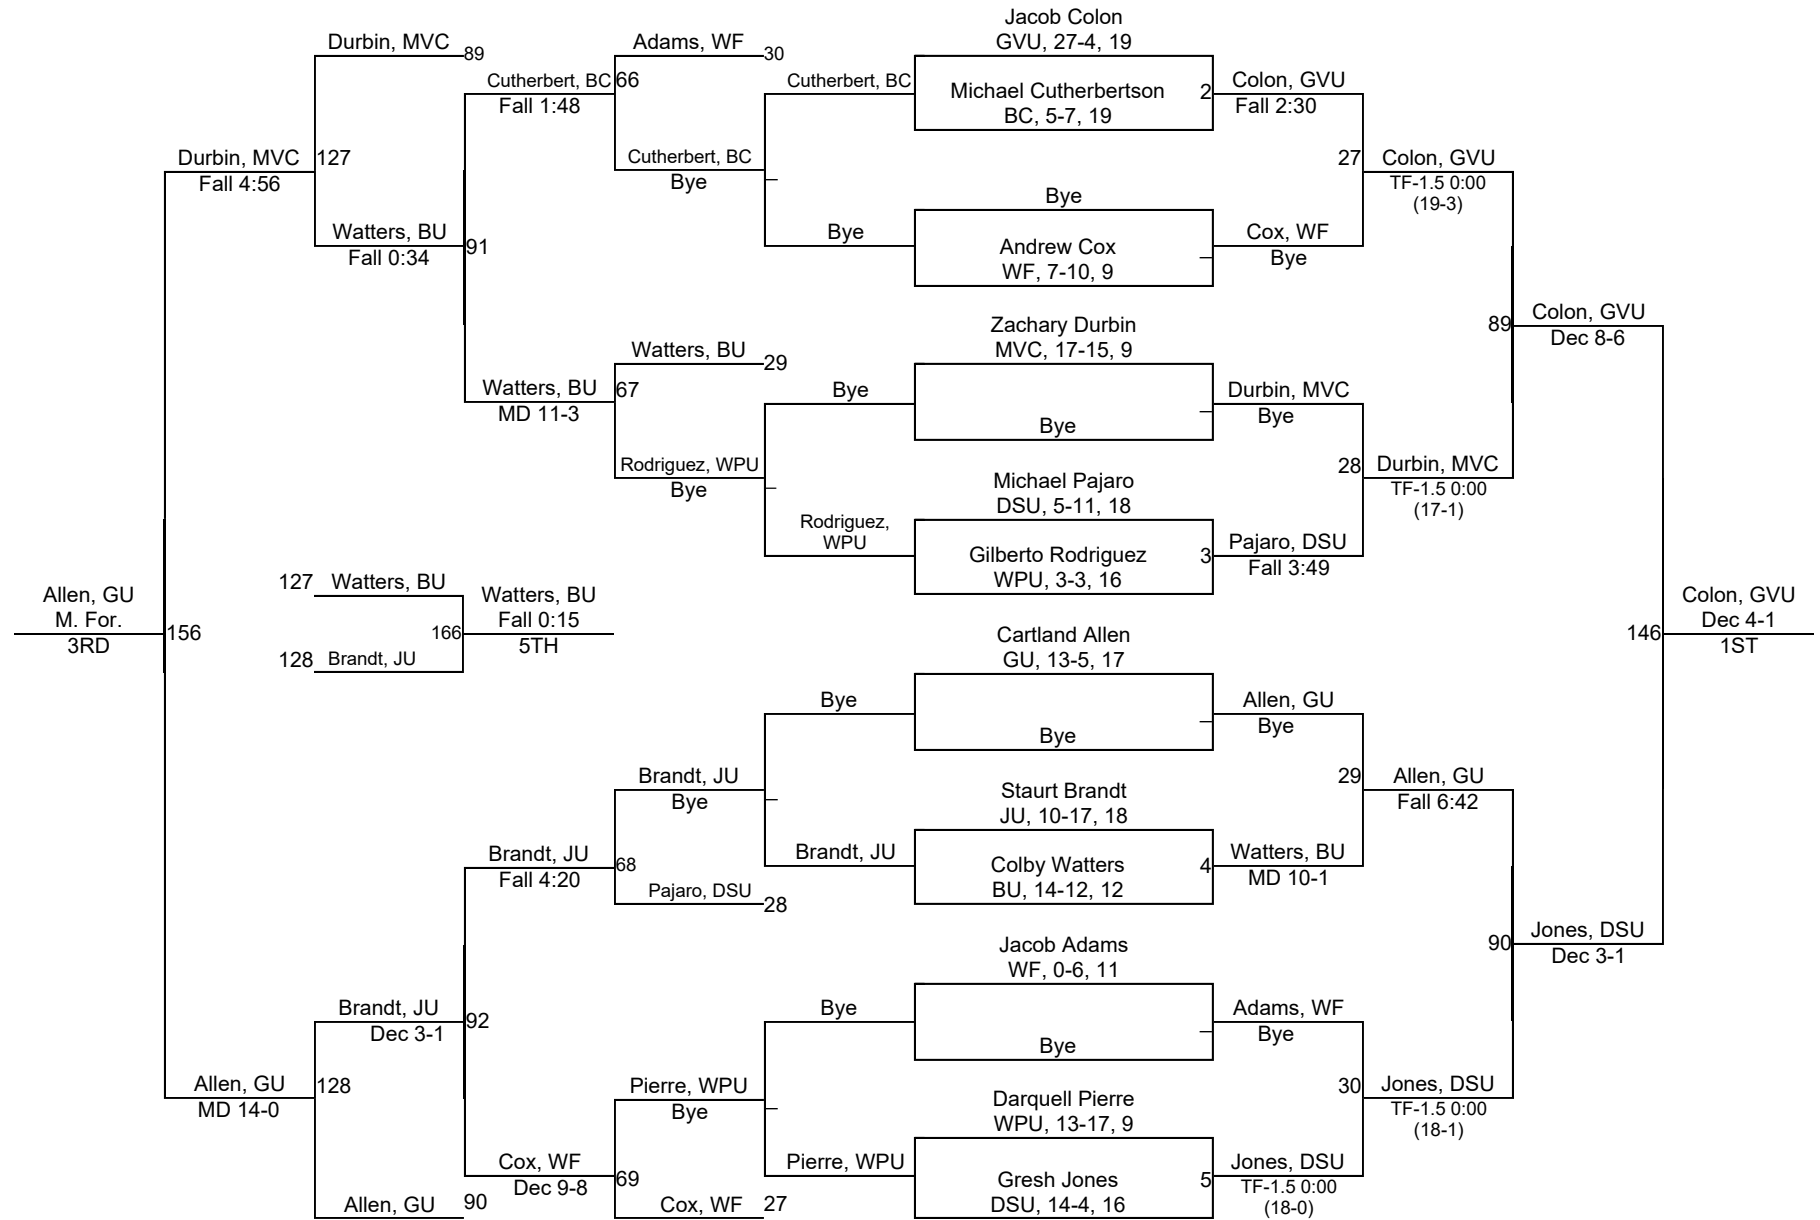 Jacob Colon
GVU, 27-4, 19
Durbin, MVC
89
Adams, WF
30
Cutherbert, BC
66
Fall 1:48
Cutherbert, BC
Michael Cutherbertson
BC, 5-7, 19
2
Colon, GVU
Fall 2:30
Durbin, MVC
127
Fall 4:56
Cutherbert, BC
Bye
27
Colon, GVU
TF-1.5 0:00
(19-3)
Bye
Watters, BU
91
Fall 0:34
Bye
Andrew Cox
WF, 7-10, 9
Cox, WF
Bye
Zachary Durbin
MVC, 17-15, 9
89
Colon, GVU
Dec 8-6
Watters, BU
29
Watters, BU
67
MD 11-3
Bye
Bye
Durbin, MVC
Bye
Rodriguez, WPU
Bye
Michael Pajaro
DSU, 5-11, 18
28
Durbin, MVC
TF-1.5 0:00
(17-1)
Rodriguez,
WPU
Gilberto Rodriguez
WPU, 3-3, 16
3
Pajaro, DSU
Fall 3:49
Allen, GU
M. For.
3RD
156
127
Watters, BU
166
128
Brandt, JU
Watters, BU
Fall 0:15
5TH
Cartland Allen
GU, 13-5, 17
146
Colon, GVU
Dec 4-1
1ST
Bye
Bye
Allen, GU
Bye
Brandt, JU
Bye
Staurt Brandt
JU, 10-17, 18
29
Allen, GU
Fall 6:42
Brandt, JU
68
Fall 4:20
Brandt, JU
Colby Watters
BU, 14-12, 12
4
Watters, BU
MD 10-1
Pajaro, DSU
28
Jacob Adams
WF, 0-6, 11
90
Jones, DSU
Dec 3-1
Brandt, JU
92
Dec 3-1
Bye
Bye
Adams, WF
Bye
Allen, GU
128
MD 14-0
Pierre, WPU
Bye
Darquell Pierre
WPU, 13-17, 9
30
Jones, DSU
TF-1.5 0:00
(18-1)
Cox, WF
69
Dec 9-8
Pierre, WPU
Gresh Jones
DSU, 14-4, 16
5
Jones, DSU
TF-1.5 0:00
(18-0)
Allen, GU
90
Cox, WF
27